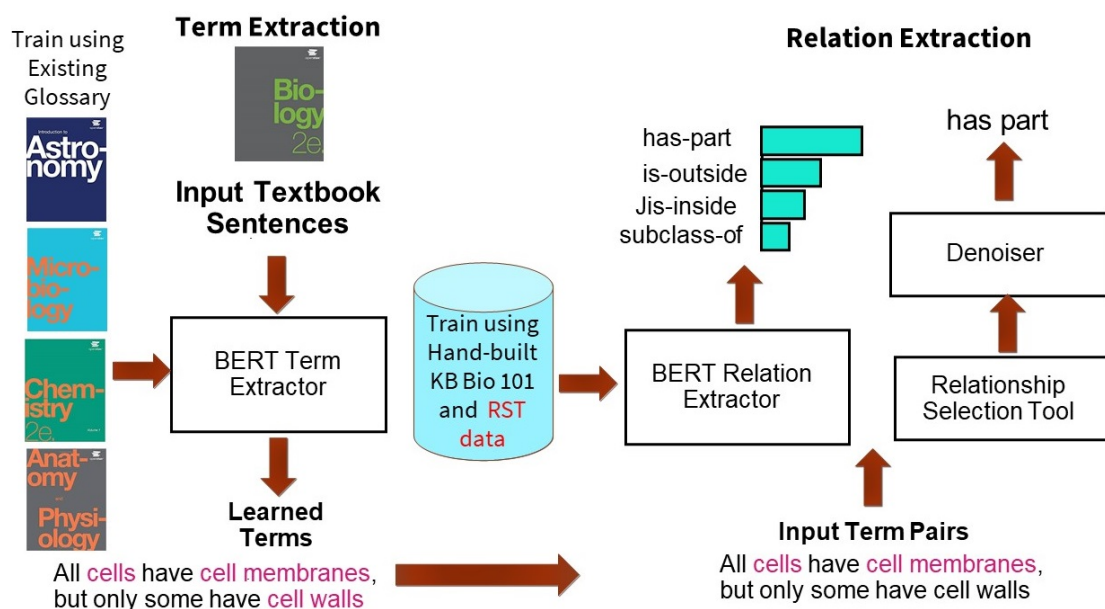 Train using
Existing
Glossary
Introduction to
Astro-
nomy
Micro-
bio-
logy
Chem-
istry
2e.
Anat-
omy
and
Physi-
ology
Term Extraction
Bio-
logy
2e.
Input Textbook
Sentences
BERT Term
Extractor
Learned
Terms
All cells have cell membranes,
but only some have cell walls
Train using
Hand-built
KB Bio 101
and RST
data
Relation Extraction
has-part
is-outside
Jis-inside
subclass-of
BERT Relation
Extractor
has part
Denoiser
Relationship
Selection Tool
Input Term Pairs
All cells have cell membranes,
but only some have cell walls